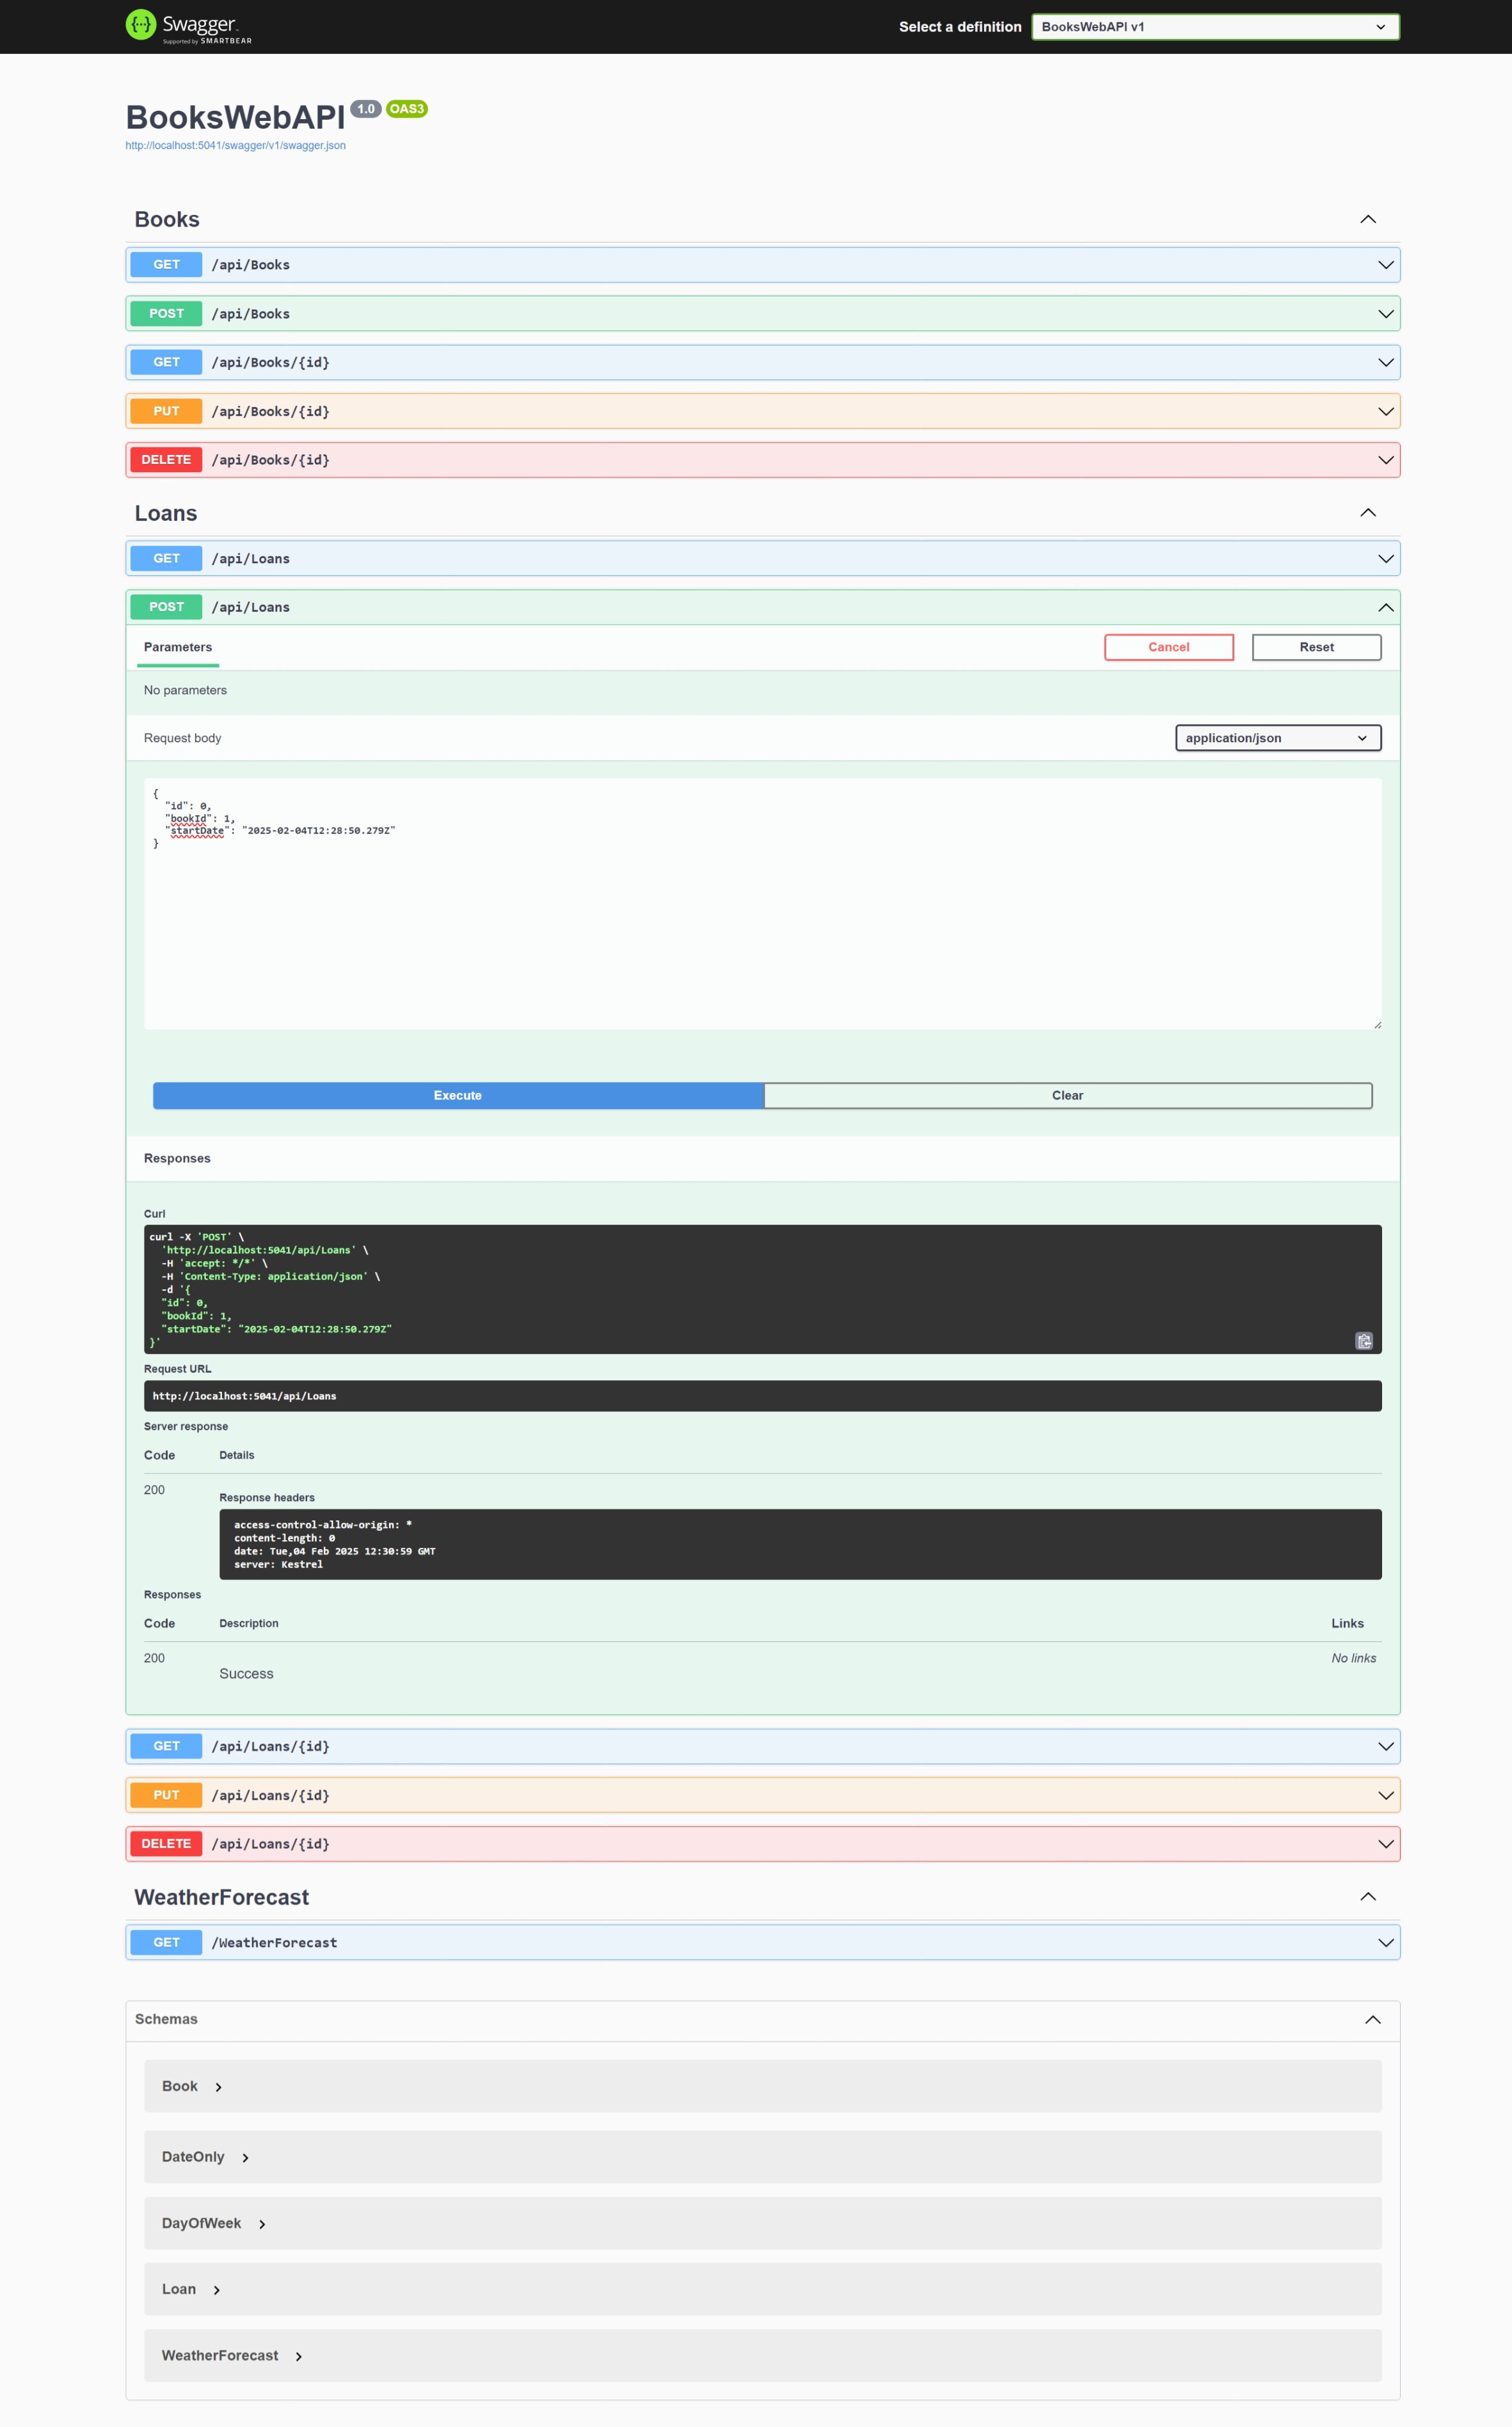 Swagger
Supported by SMARTBEAR
Select a definition
BooksWebAPI v1
BooksWebAPI 1.0 OAS3
http://localhost:5041/swagger/v1/swagger.json
Books
GET /api/Books
POST /api/Books
GET /api/Books/{id}
PUT /api/Books/{id}
DELETE /api/Books/{id}
Loans
GET /api/Loans
POST /api/Loans
Parameters
Cancel
Reset
No parameters
Request body
application/json
{
"id": 0,
"bookId": 1,
"startDate": "2025-02-04T12:28:50.279Z"
}
Execute
Clear
Responses
Curl
curl -X 'POST' \
'http://localhost:5041/api/Loans' \
-H 'accept: */*' \
-H 'Content-Type: application/json' \
-d '{
"id": 0,
"bookId": 1,
"startDate": "2025-02-04T12:28:50.279Z"
}'
Request URL
http://localhost:5041/api/Loans
Server response
Code Details
200
Response headers
access-control-allow-origin: *
content-length: 0
date: Tue,04 Feb 2025 12:30:59 GMT
server: Kestrel
Responses
Code Description Links
200
Success
No links
GET /api/Loans/{id}
PUT /api/Loans/{id}
DELETE /api/Loans/{id}
WeatherForecast
GET /WeatherForecast
Schemas
Book
DateOnly
DayOfWeek
Loan
WeatherForecast